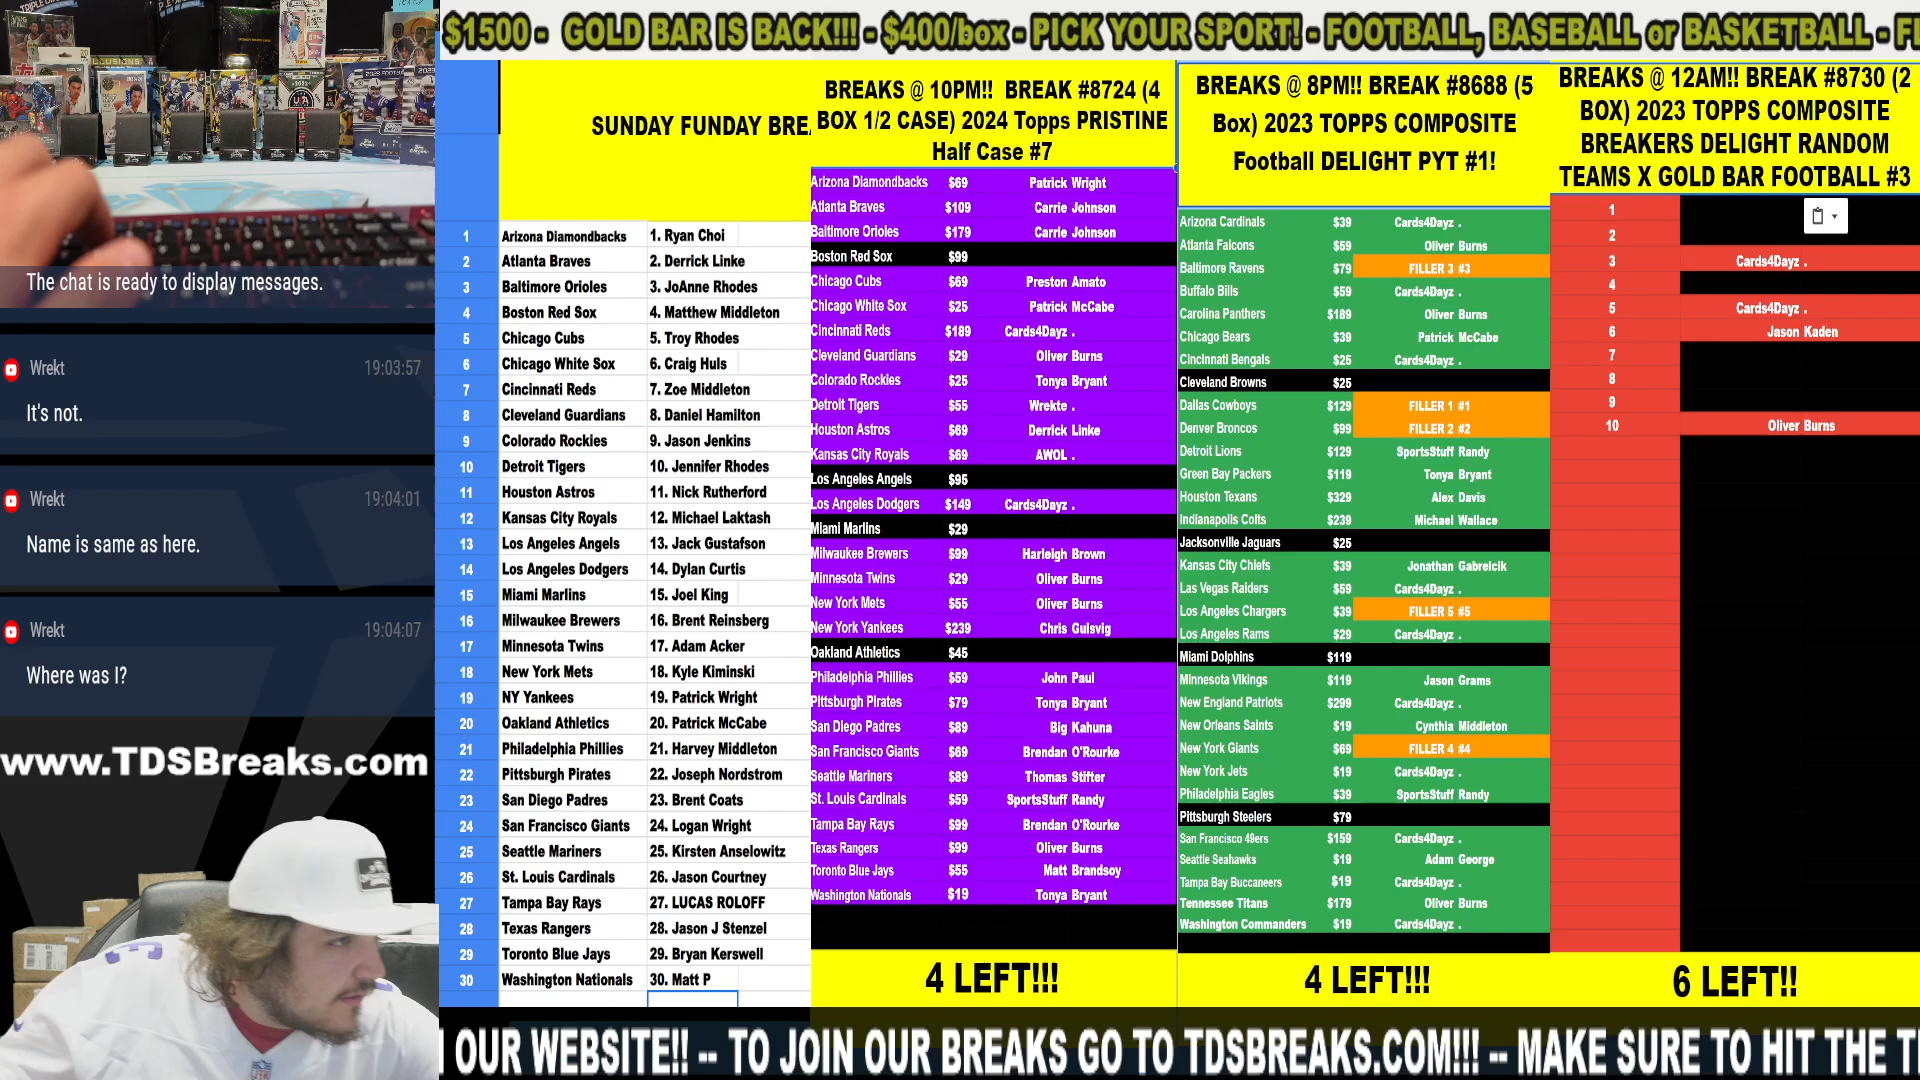 $1500 - GOLD BAR IS BACK!!! - $400/box - PICK YOUR SPORT! - FOOTBALL, BASEBALL or BASKETBALL -
The chat is ready to display messages.
Wrekt 19:03:57
It's not.
Wrekt 19:04:01
Name is same as here.
Wrekt 19:04:07
Where was I?
www.TDSBreaks.com
SUNDAY FUNDAY BREA
1 Arizona Diamondbacks 1. Ryan Choi
2 Atlanta Braves 2. Derrick Linke
3 Baltimore Orioles 3. JoAnne Rhodes
4 Boston Red Sox 4. Matthew Middleton
5 Chicago Cubs 5. Troy Rhodes
6 Chicago White Sox 6. Craig Huls
7 Cincinnati Reds 7. Zoe Middleton
8 Cleveland Guardians 8. Daniel Hamilton
9 Colorado Rockies 9. Jason Jenkins
10 Detroit Tigers 10. Jennifer Rhodes
11 Houston Astros 11. Nick Rutherford
12 Kansas City Royals 12. Michael Laktash
13 Los Angeles Angels 13. Jack Gustafson
14 Los Angeles Dodgers 14. Dylan Curtis
15 Miami Marlins 15. Joel King
16 Milwaukee Brewers 16. Brent Reinsberg
17 Minnesota Twins 17. Adam Acker
18 New York Mets 18. Kyle Kiminski
19 NY Yankees 19. Patrick Wright
20 Oakland Athletics 20. Patrick McCabe
21 Philadelphia Phillies 21. Harvey Middleton
22 Pittsburgh Pirates 22. Joseph Nordstrom
23 San Diego Padres 23. Brent Coats
24 San Francisco Giants 24. Logan Wright
25 Seattle Mariners 25. Kirsten Anselowitz
26 St. Louis Cardinals 26. Jason Courtney
27 Tampa Bay Rays 27. LUCAS ROLOFF
28 Texas Rangers 28. Jason J Stenzel
29 Toronto Blue Jays 29. Bryan Kerswell
30 Washington Nationals 30. Matt P
BREAKS @ 10PM!! BREAK #8724 (4
BOX 1/2 CASE) 2024 Topps PRISTINE
Half Case #7
Arizona Diamondbacks $69 Patrick Wright
Atlanta Braves $109 Carrie Johnson
Baltimore Orioles $179 Carrie Johnson
Boston Red Sox $99
Chicago Cubs $69 Preston Amato
Chicago White Sox $25 Patrick McCabe
Cincinnati Reds $189 Cards4Dayz .
Cleveland Guardians $29 Oliver Burns
Colorado Rockies $25 Tonya Bryant
Detroit Tigers $55 Wrekte .
Houston Astros $69 Derrick Linke
Kansas City Royals $69 AWOL .
Los Angeles Angels $95
Los Angeles Dodgers $149 Cards4Dayz .
Miami Marlins $29
Milwaukee Brewers $99 Harleigh Brown
Minnesota Twins $29 Oliver Burns
New York Mets $55 Oliver Burns
New York Yankees $239 Chris Gulsvig
Oakland Athletics $45
Philadelphia Phillies $59 John Paul
Pittsburgh Pirates $79 Tonya Bryant
San Diego Padres $89 Big Kahuna
San Francisco Giants $69 Brendan O'Rourke
Seattle Mariners $89 Thomas Stifter
St. Louis Cardinals $59 SportsStuff Randy
Tampa Bay Rays $99 Brendan O'Rourke
Texas Rangers $99 Oliver Burns
Toronto Blue Jays $55 Matt Brandsoy
Washington Nationals $19 Tonya Bryant
4 LEFT!!!
BREAKS @ 8PM!! BREAK #8688 (5
Box) 2023 TOPPS COMPOSITE
Football DELIGHT PYT #1!
Arizona Cardinals $39 Cards4Dayz .
Atlanta Falcons $59 Oliver Burns
Baltimore Ravens $79 FILLER 3 #3
Buffalo Bills $59 Cards4Dayz .
Carolina Panthers $189 Oliver Burns
Chicago Bears $39 Patrick McCabe
Cincinnati Bengals $25 Cards4Dayz .
Cleveland Browns $25
Dallas Cowboys $129 FILLER 1 #1
Denver Broncos $99 FILLER 2 #2
Detroit Lions $129 SportsStuff Randy
Green Bay Packers $119 Tonya Bryant
Houston Texans $329 Alex Davis
Indianapolis Colts $239 Michael Wallace
Jacksonville Jaguars $25
Kansas City Chiefs $39 Jonathan Gabrelcik
Las Vegas Raiders $59 Cards4Dayz .
Los Angeles Chargers $39 FILLER 5 #5
Los Angeles Rams $29 Cards4Dayz .
Miami Dolphins $119
Minnesota Vikings $119 Jason Grams
New England Patriots $299 Cards4Dayz .
New Orleans Saints $19 Cynthia Middleton
New York Giants $69 FILLER 4 #4
New York Jets $19 Cards4Dayz .
Philadelphia Eagles $39 SportsStuff Randy
Pittsburgh Steelers $79
San Francisco 49ers $159 Cards4Dayz .
Seattle Seahawks $19 Adam George
Tampa Bay Buccaneers $19 Cards4Dayz .
Tennessee Titans $179 Oliver Burns
Washington Commanders $19 Cards4Dayz .
4 LEFT!!!
BREAKS @ 12AM!! BREAK #8730 (2
BOX) 2023 TOPPS COMPOSITE
BREAKERS DELIGHT RANDOM
TEAMS X GOLD BAR FOOTBALL #3
1
2
3 Cards4Dayz .
4
5 Cards4Dayz .
6 Jason Kaden
7
8
9
10 Oliver Burns
6 LEFT!!
OUR WEBSITE!! -- TO JOIN OUR BREAKS GO TO TDSBREAKS.COM!!! -- MAKE SURE TO HIT THE T